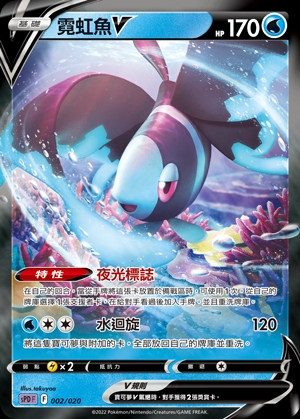 基礎
霓虹魚V
HP 170
特性 夜光標誌
在自己的回合,當從手牌將這張卡放置於備戰區時,可使用1次。從自己的
牌庫選擇1張支援者卡,在給對手看過後加入手牌。並且重洗牌庫。
水迴旋 120
將這隻寶可夢與附加的卡,全部放回自己的牌庫並重洗。
弱點 ×2 抵抗力 撤退
Illus.takuyoa
V規則
寶可夢V氣絕時,對手獲得2張獎賞卡。
sPD F F 002/020
©2022 Pokémon/Nintendo/Creatures/GAME FREAK.